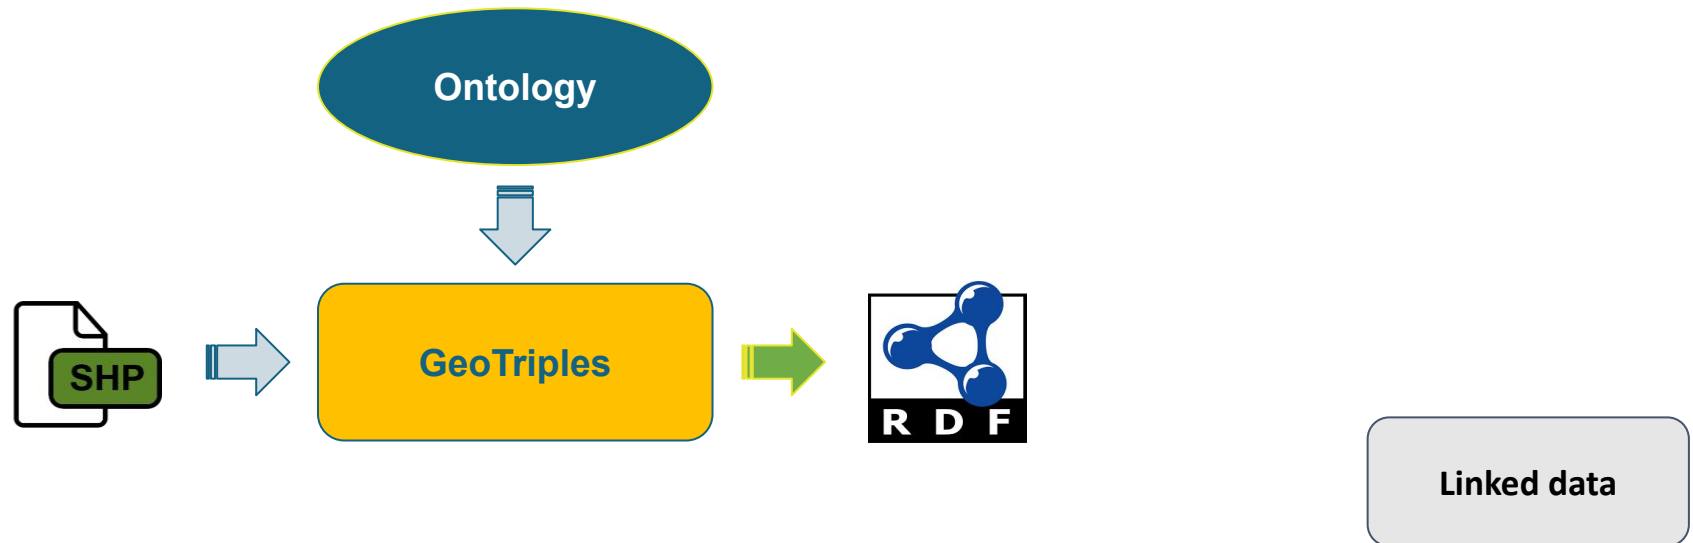 Ontology
SHP
GeoTriples
R D F
Linked data